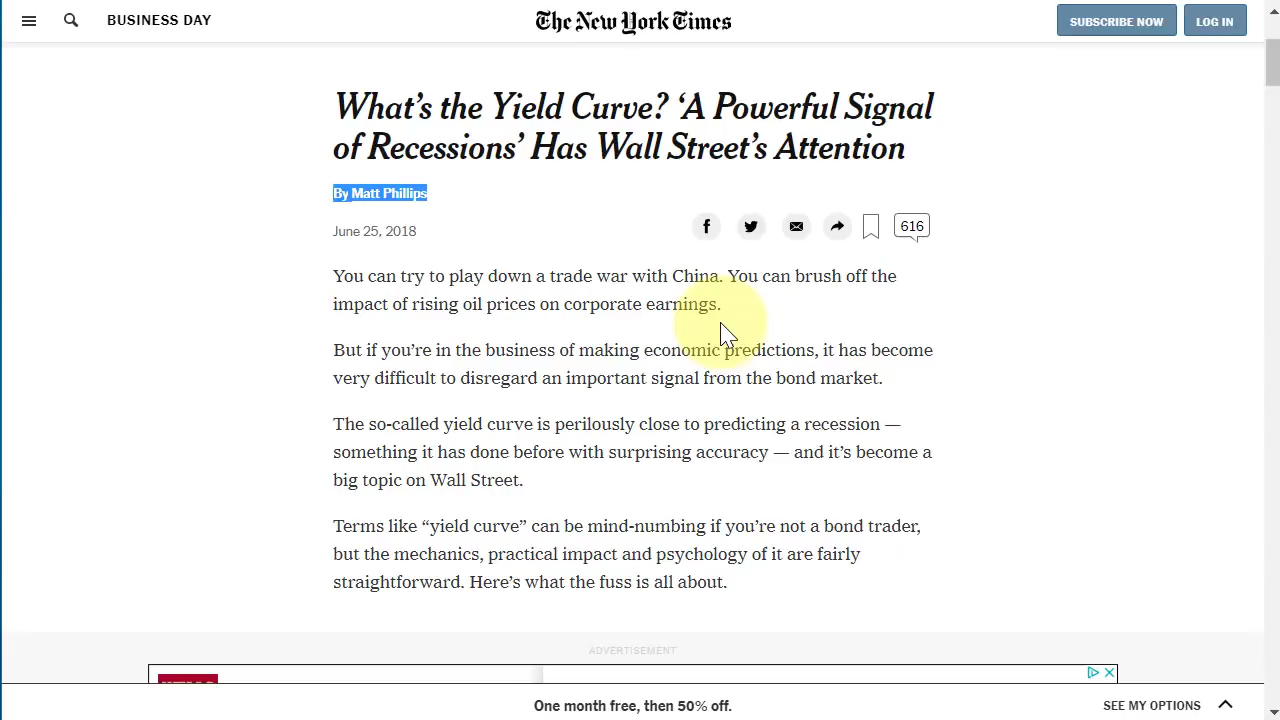 BUSINESS DAY
The New York Times
SUBSCRIBE NOW
LOG IN
What's the Yield Curve? ‘A Powerful Signal
of Recessions’ Has Wall Street's Attention
By Matt Phillips
June 25, 2018
616
You can try to play down a trade war with China. You can brush off the
impact of rising oil prices on corporate earnings.
But if you’re in the business of making economic predictions, it has become
very difficult to disregard an important signal from the bond market.
The so-called yield curve is perilously close to predicting a recession —
something it has done before with surprising accuracy — and it’s become a
big topic on Wall Street.
Terms like “yield curve” can be mind-numbing if you’re not a bond trader,
but the mechanics, practical impact and psychology of it are fairly
straightforward. Here’s what the fuss is all about.
ADVERTISEMENT
One month free, then 50% off.
SEE MY OPTIONS